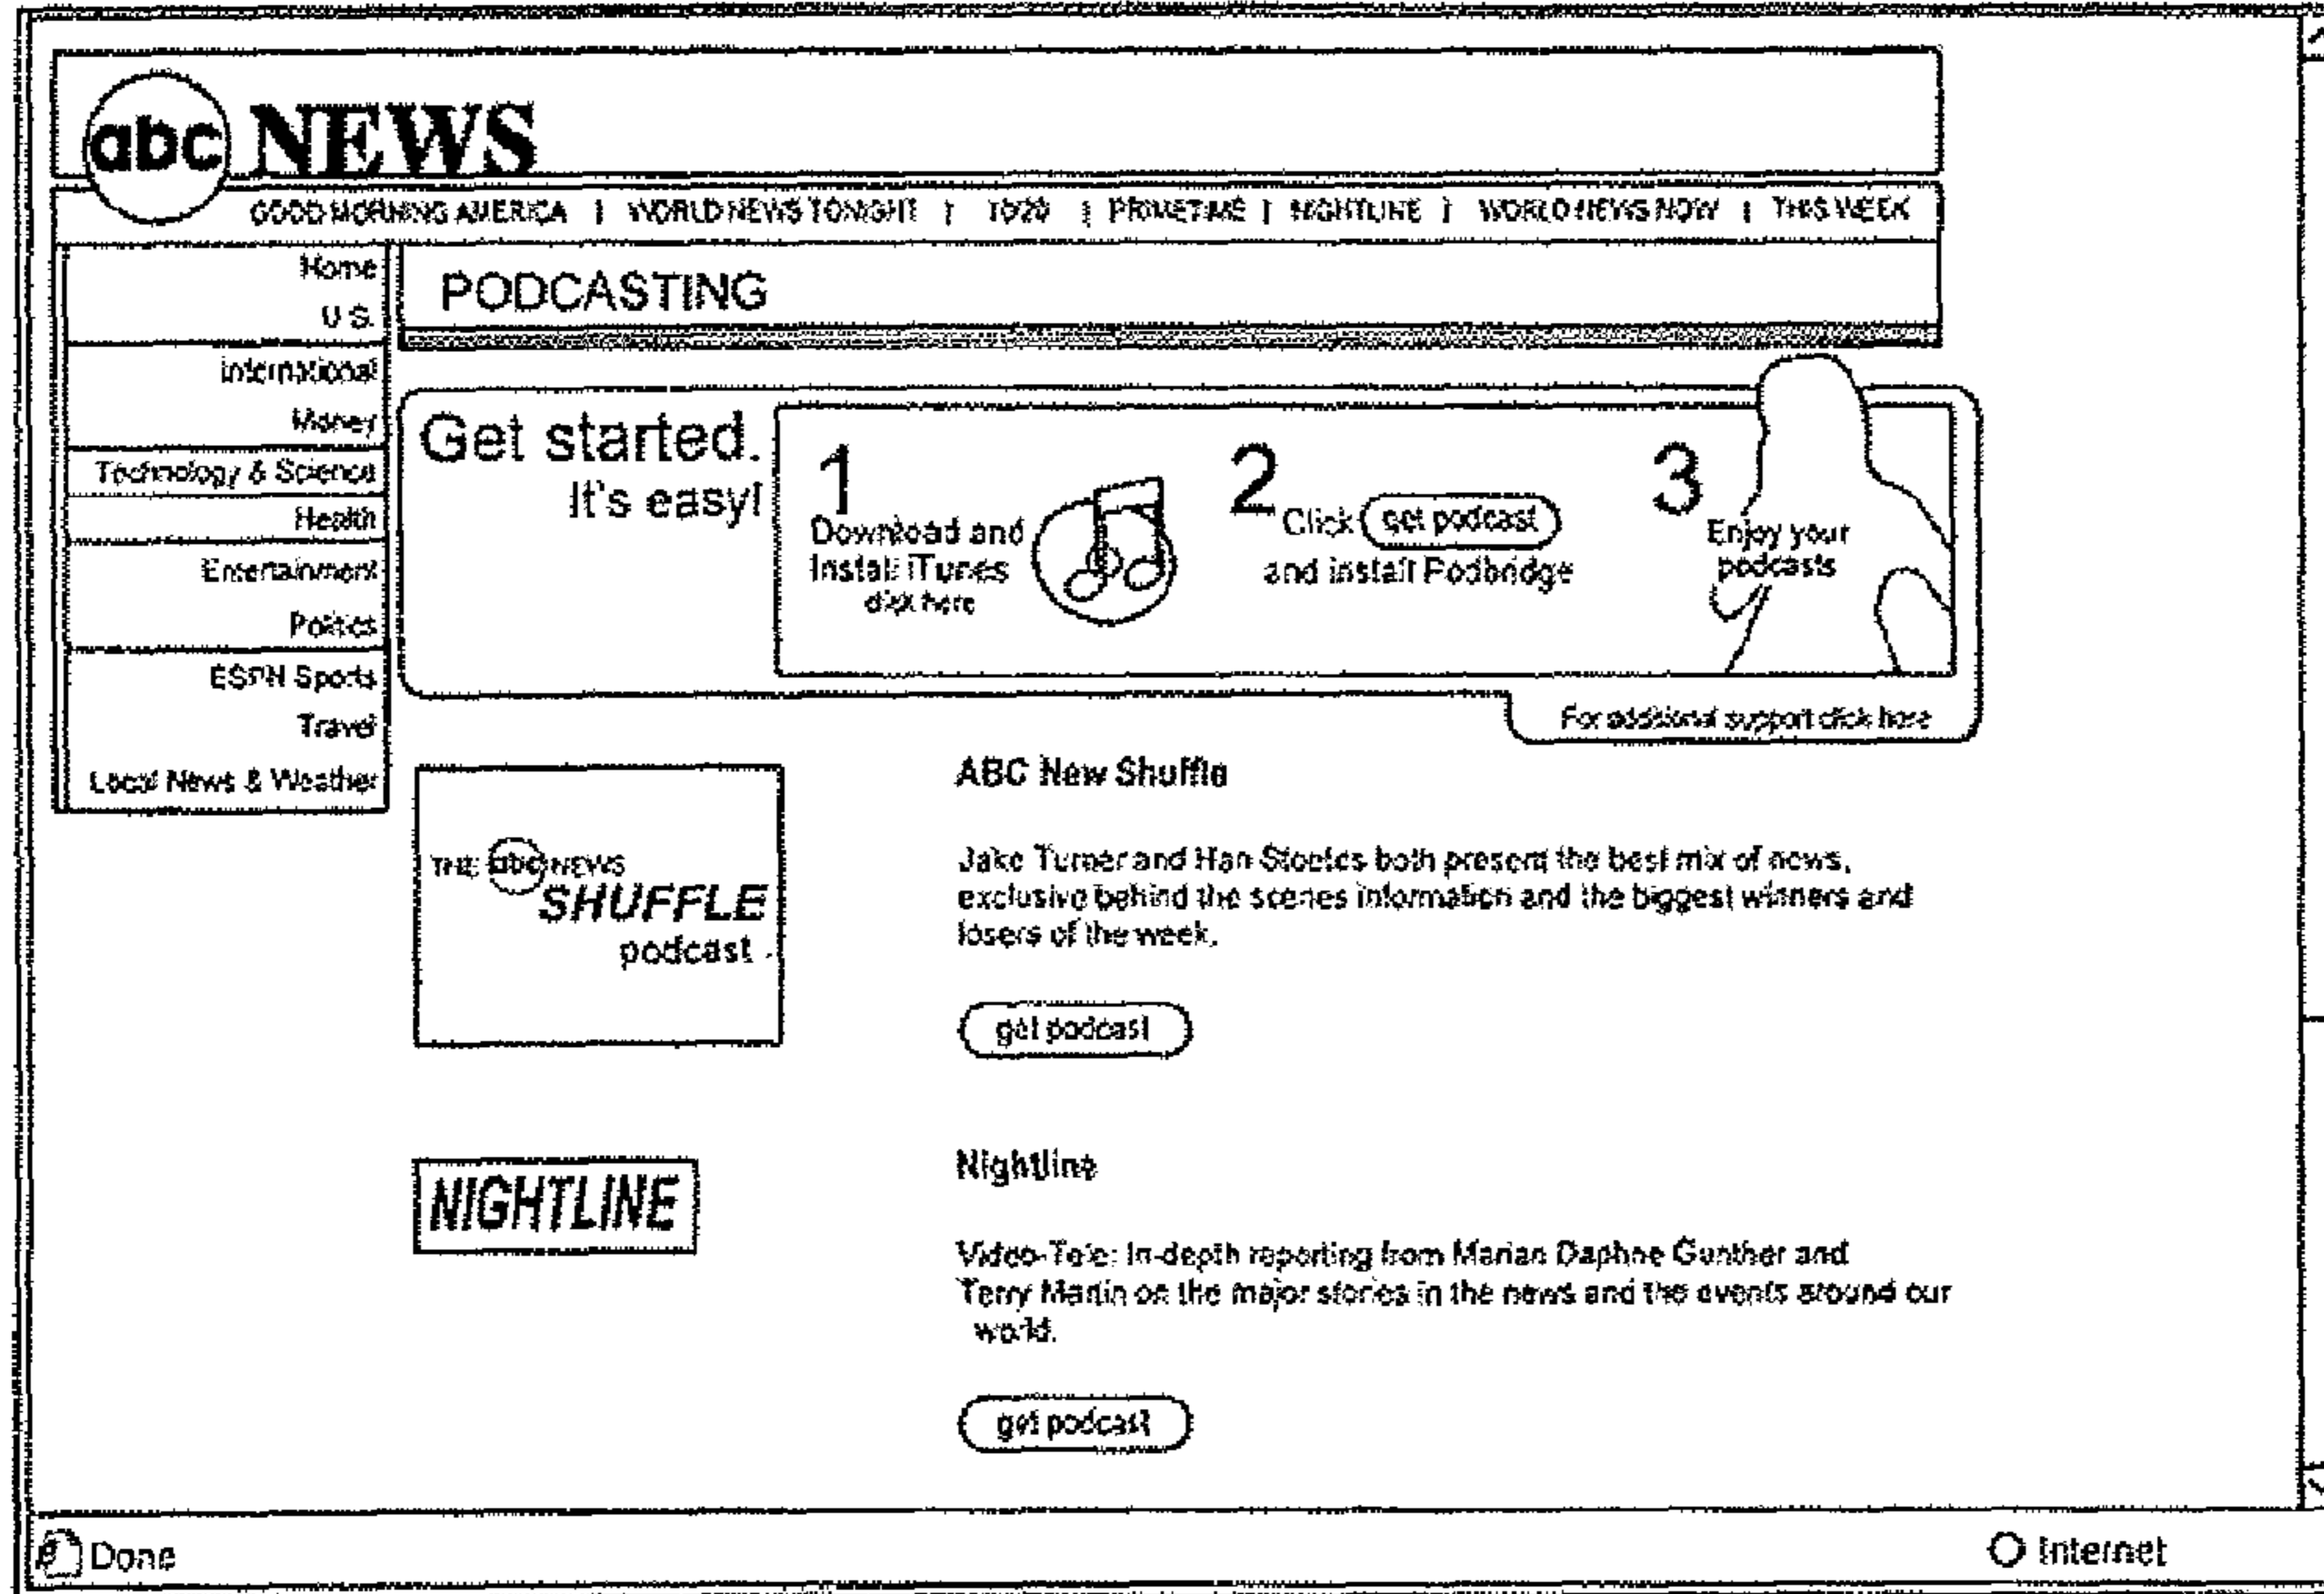 abc NEWS
GOOD MORNING AMERICA | WORLD NEWS TONIGHT | 10/20 | PRIMETIME | NIGHTLINE | WORLD NEWS NOW | THIS WEEK
Home
U.S.
International
Money
Technology & Science
Health
Entertainment
Politics
ESPN Sports
Travel
Local News & Weather
PODCASTING
Get started.
It's easy!
1
Download and
Install iTunes
click here
2
Click get podcast
and install Podbridge
3
Enjoy your
podcasts
For additional support click here
THE abc NEWS
SHUFFLE
podcast
ABC New Shuffle
Jake Turner and Han both present the best mix of news,
exclusive behind the scenes information and the biggest winners and
losers of the week.
get podcast
NIGHTLINE
Nightline
In-depth reporting from Marian Daphne Gunther and
Terry Martin on the major stories in the news and the events around our
world.
get podcast
Done
Internet